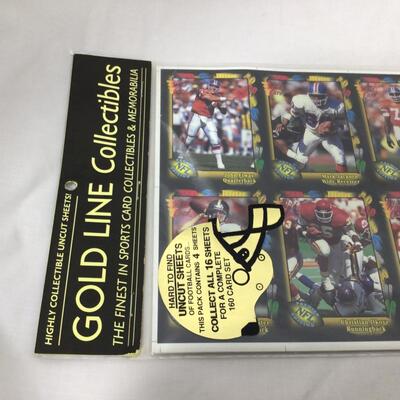 HIGHLY COLLECTIBLE UNCUT SHEETS!
GOLD LINE Collectibles
THE FINEST IN SPORTS CARD COLLECTIBLES & MEMORABILIA
John Elway
Quarterback
Mark Jackson
Wide Receiver
HARD TO FIND
UNCUT SHEETS
OF FOOTBALL CARDS...
THIS PACK CONTAINS 4 SHEETS
COLLECT ALL 16 SHEETS
FOR A COMPLETE
160 CARD SET
Christian Okoye
Runningback
NFL
NFL